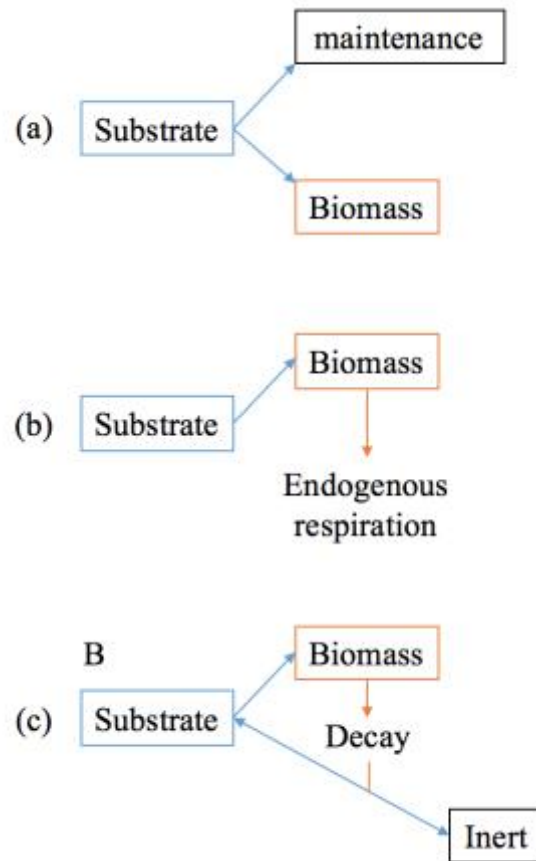 maintenance
(a) Substrate
Biomass
Biomass
(b) Substrate
Endogenous
respiration
B Biomass
(c) Substrate
Decay
Inert